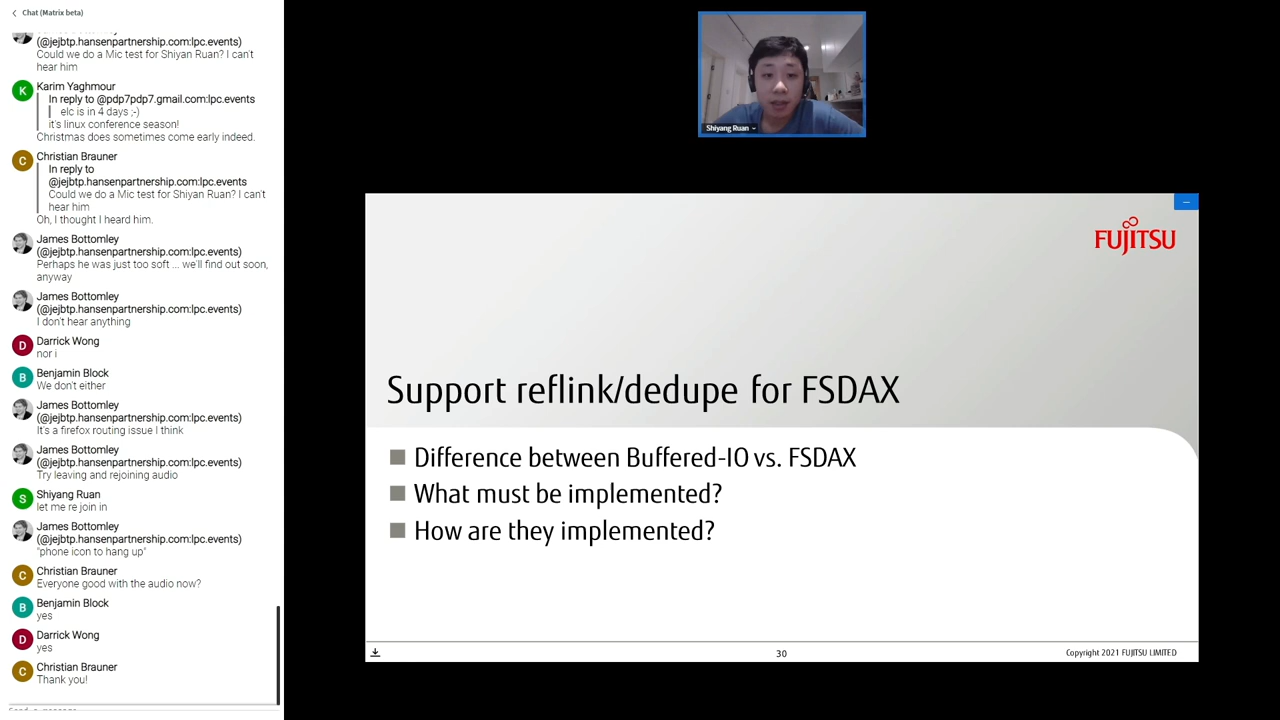 Chat (Matrix beta)
(@jejbtp.hansenpartnership.com:lpc.events)
Could we do a Mic test for Shiyan Ruan? I can't
hear him
K
Karim Yaghmour
In reply to @pdp7pdp7.gmail.com:lpc.events
elc is in 4 days ;-)
it's linux conference season!
Christmas does sometimes come early indeed.
C
Christian Brauner
In reply to
@jejbtp.hansenpartnership.com:lpc.events
Could we do a Mic test for Shiyan Ruan? I can't
hear him
Oh, I thought I heard him.
James Bottomley
(@jejbtp.hansenpartnership.com:lpc.events)
Perhaps he was just too soft ... we'll find out soon,
anyway
James Bottomley
(@jejbtp.hansenpartnership.com:lpc.events)
I don't hear anything
D
Darrick Wong
nor i
B
Benjamin Block
We don't either
James Bottomley
(@jejbtp.hansenpartnership.com:lpc.events)
It's a firefox routing issue I think
James Bottomley
(@jejbtp.hansenpartnership.com:lpc.events)
Try leaving and rejoining audio
S
Shiyang Ruan
let me re join in
James Bottomley
(@jejbtp.hansenpartnership.com:lpc.events)
"phone icon to hang up"
C
Christian Brauner
Everyone good with the audio now?
B
Benjamin Block
yes
D
Darrick Wong
yes
C
Christian Brauner
Thank you!
Shiyang Ruan
FUJITSU
Support reflink/dedupe for FSDAX
Difference between Buffered-IO vs. FSDAX
What must be implemented?
How are they implemented?
30
Copyright 2021 FUJITSU LIMITED